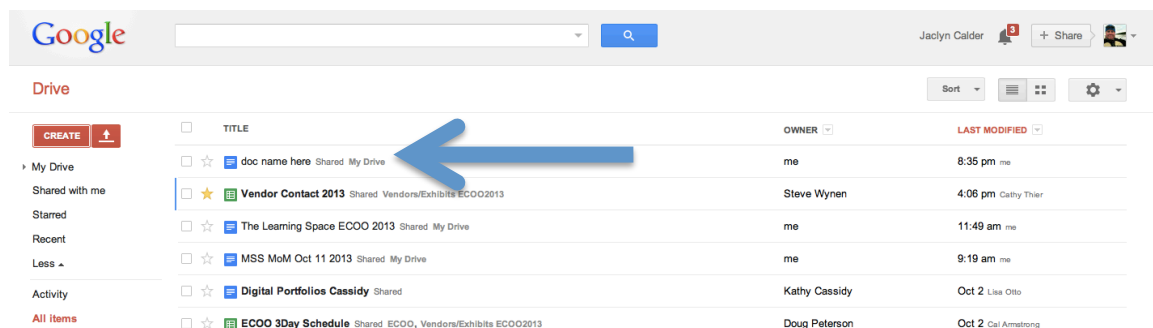 Google
Jaclyn Calder 3 + Share
Drive
Sort
CREATE
TITLE OWNER LAST MODIFIED
doc name here Shared My Drive me 8:35 pm me
My Drive
Vendor Contact 2013 Shared Vendors/Exhibits ECOO2013 Steve Wynen 4:06 pm Cathy Thier
Shared with me
Starred
The Learning Space ECOO 2013 Shared My Drive me 11:49 am me
Recent
MSS MoM Oct 11 2013 Shared My Drive me 9:19 am me
Less
Activity
Digital Portfolios Cassidy Shared Kathy Cassidy Oct 2 Lisa Otto
All items
ECOO 3Day Schedule Shared ECOO, Vendors/Exhibits ECOO2013 Doug Peterson Oct 2 Cal Armstrong